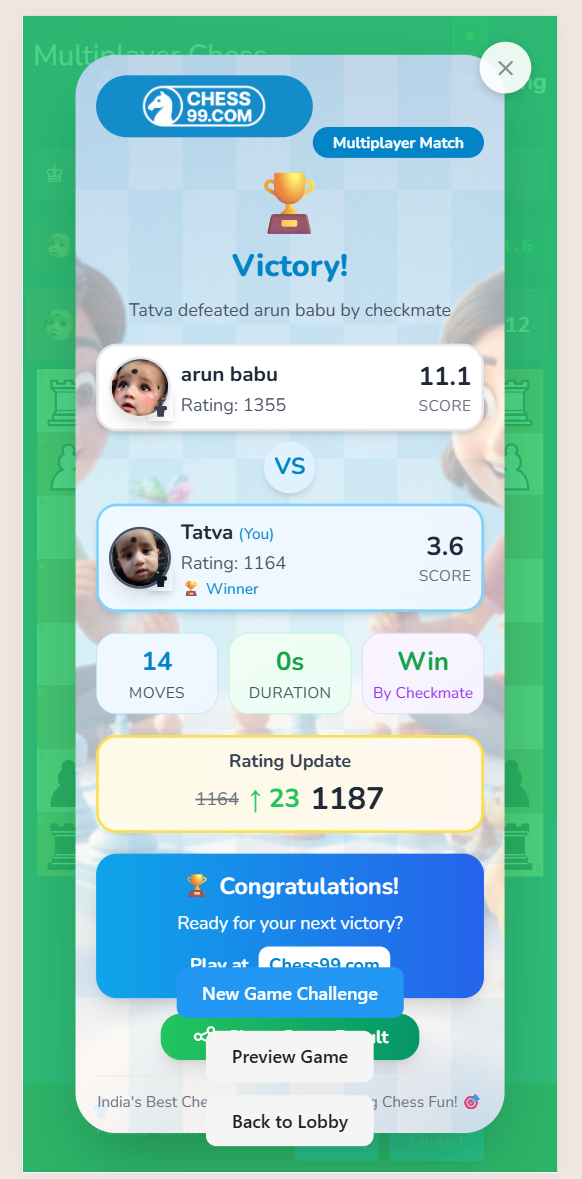 Multiplayer Chess
CHESS
99.COM
Multiplayer Match
Victory!
Tatva defeated arun babu by checkmate
arun babu
Rating: 1355
11.1
SCORE
VS
Tatva (You)
Rating: 1164
Winner
3.6
SCORE
14
MOVES
0s
DURATION
Win
By Checkmate
Rating Update
1164 ↑ 23 1187
Congratulations!
Ready for your next victory?
Play at Chess99.com
New Game Challenge
Preview Game
India's Best Che
g Chess Fun!
Back to Lobby
Contact